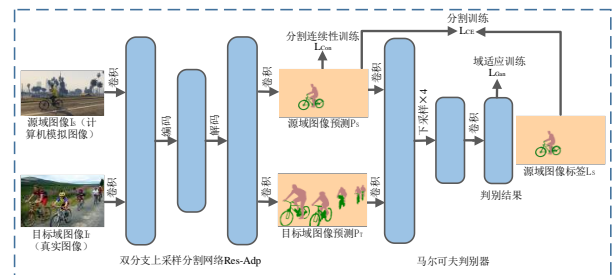 分割连续性训练
LCon
分割训练
LCE
域适应训练
LGan
卷积
卷积
卷积
源域图像IS（计
算机模拟图像）
编码
解码
源域图像预测PS
下采样×4
卷积
源域图像标签LS
卷积
卷积
卷积
判别结果
目标域图像IT
（真实图像）
目标域图像预测PT
双分支上采样分割网络Res-Adp
马尔可夫判别器